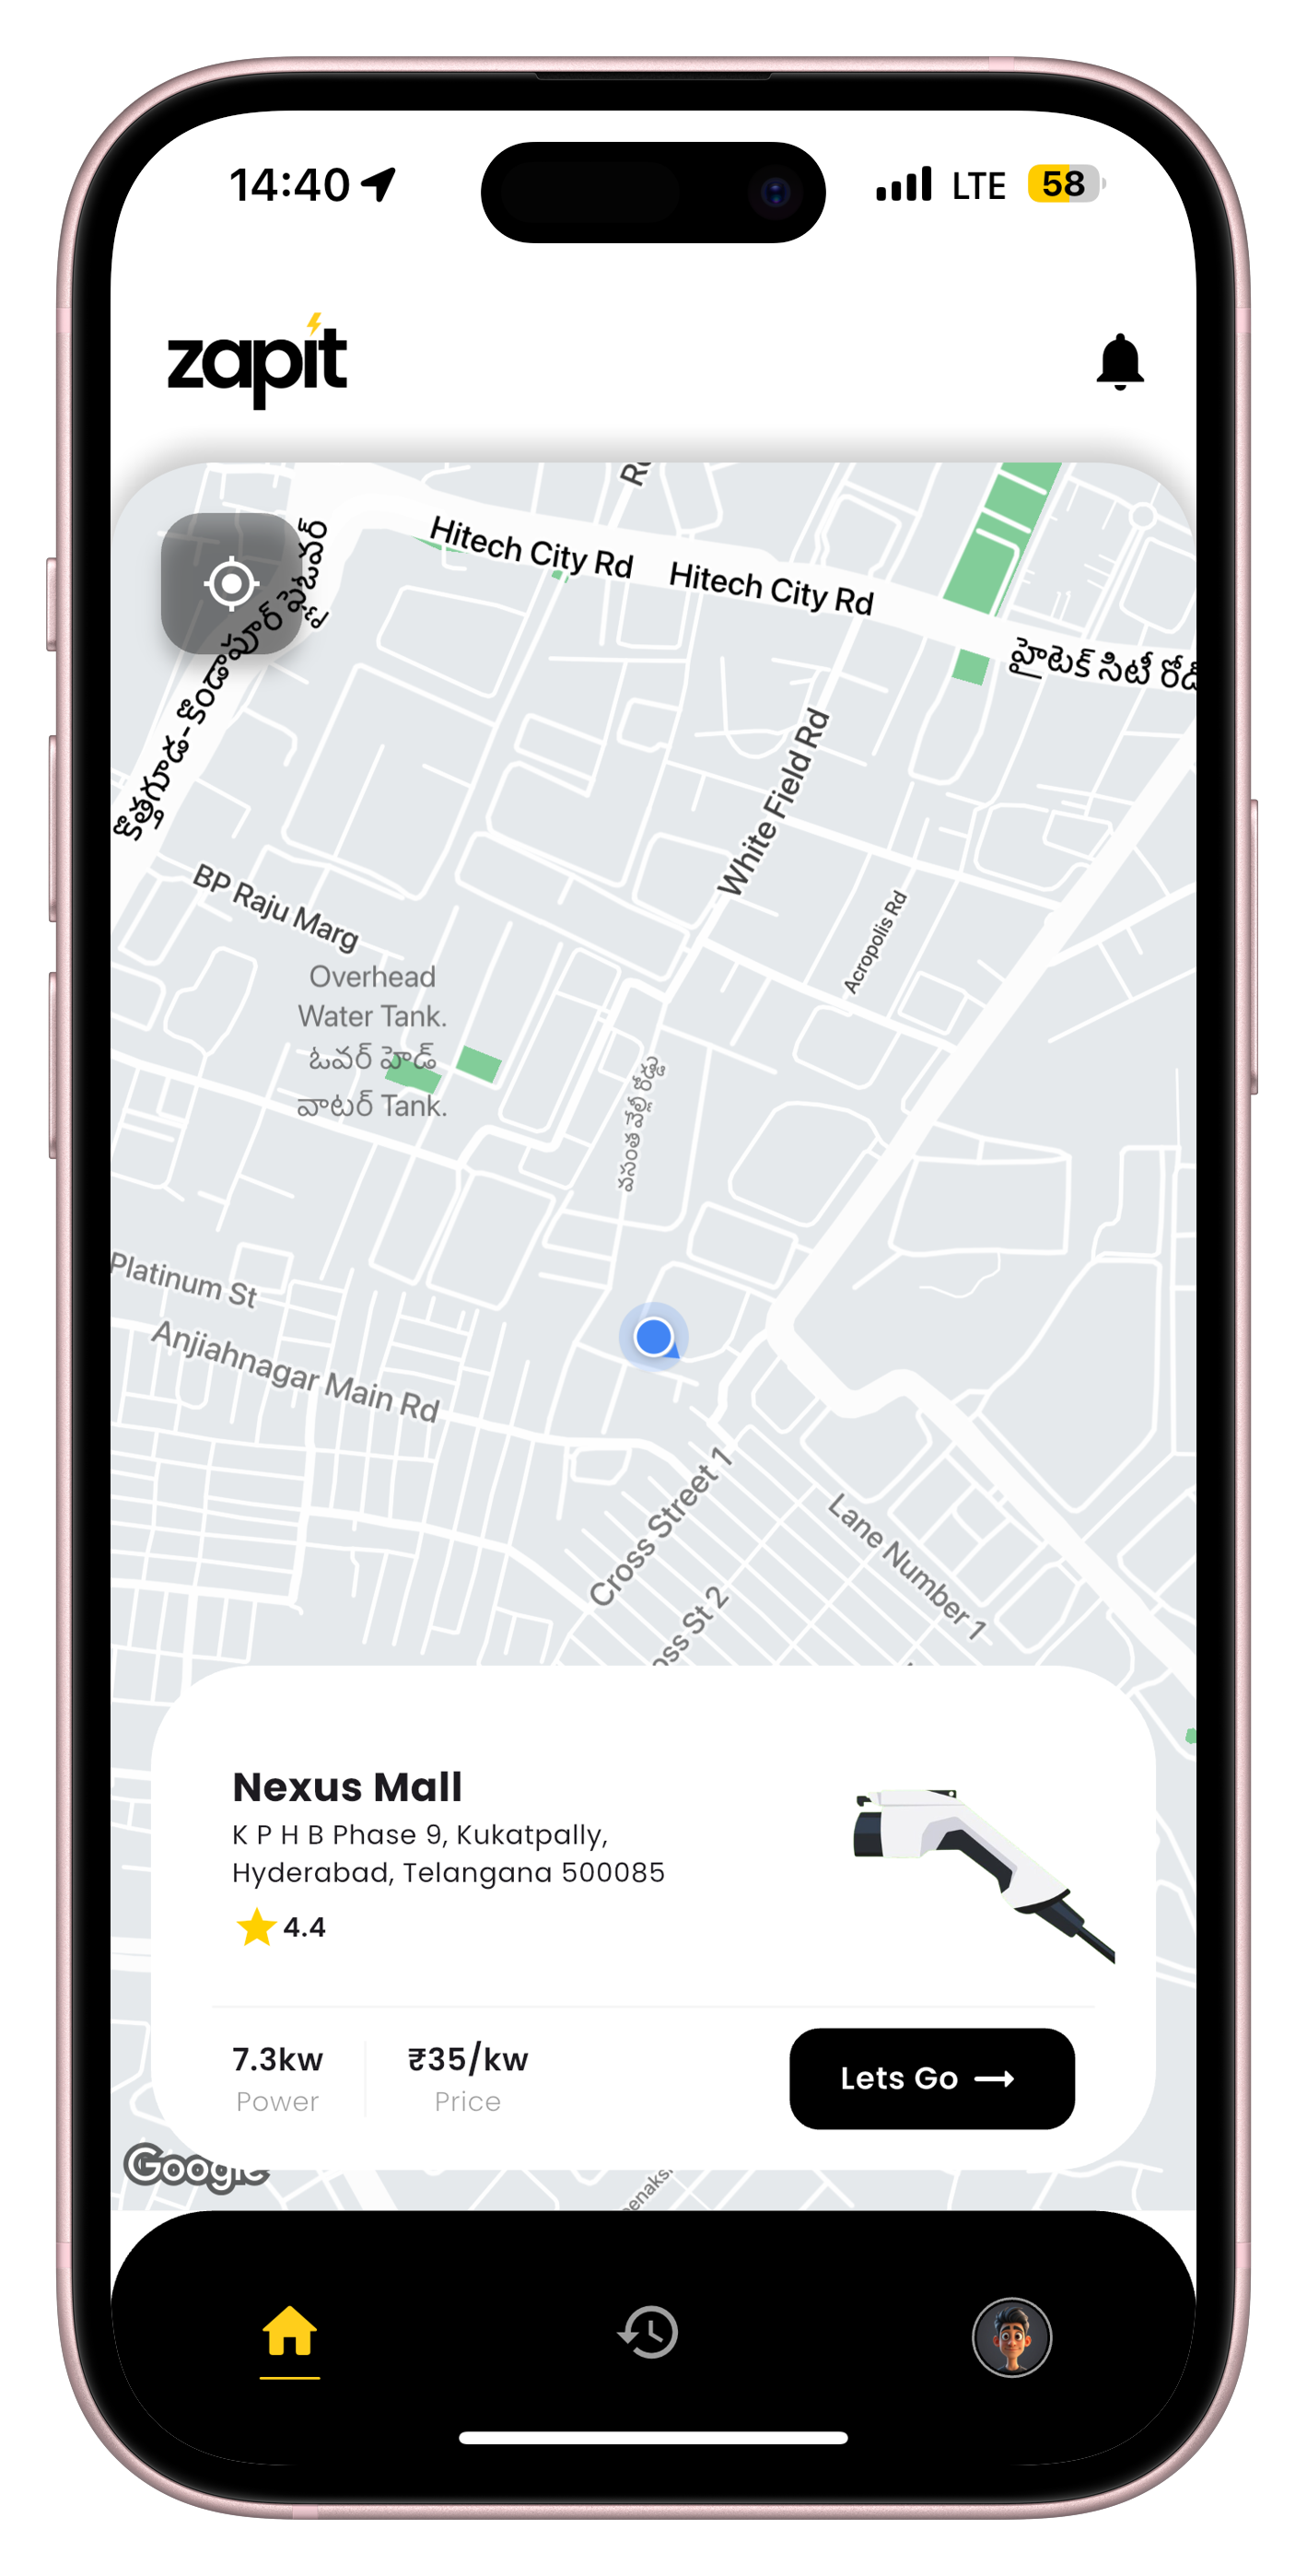 14:40
LTE
58
zapit
Hitech City Rd
Hitech City Rd
హైటెక్ సిటీ రోడ్
కొత్తగూడ-కొండాపూర్ ఫ్లైఓవర్
White Field Rd
BP Raju Marg
Acropolis Rd
Overhead
Water Tank.
ఓవర్ హెడ్
వాటర్ Tank.
Platinum St
Anjiahnagar Main Rd
Cross Street 1
Lane Number 1
oss St 2
Nexus Mall
K P H B Phase 9, Kukatpally,
Hyderabad, Telangana 500085
4.4
7.3kw
₹35/kw
Lets Go
Power
Price
Google